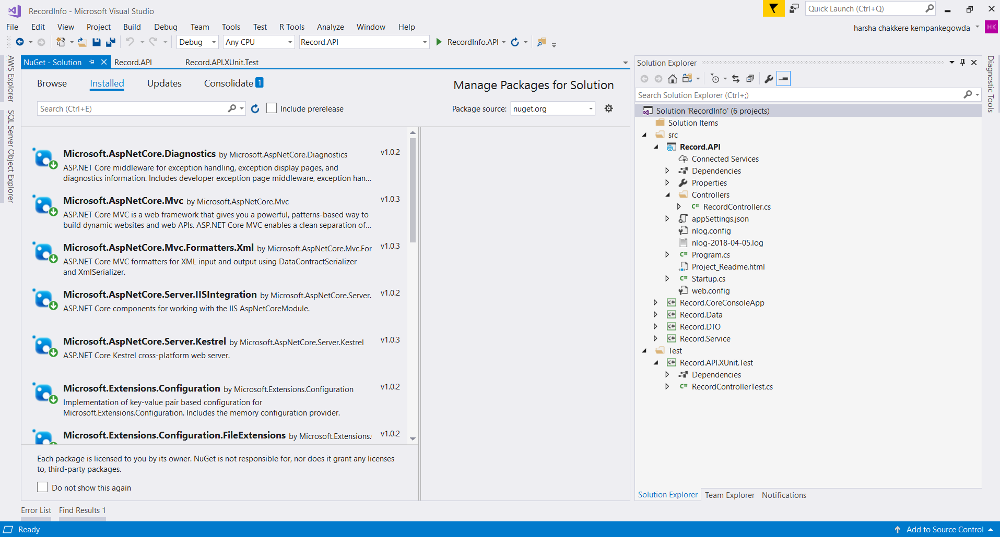 RecordInfo - Microsoft Visual Studio
Quick Launch (Ctrl+Q)
File Edit View Project Build Debug Team Tools Test R Tools Analyze Window Help
harsha chakkere kempankegowda HK
Debug Any CPU Record.API RecordInfo.API
AWS Explorer
SQL Server Object Explorer
NuGet - Solution Record.API Record.API.XUnit.Test
Browse Installed Updates Consolidate 1
Manage Packages for Solution
Search (Ctrl+E) Include prerelease
Package source: nuget.org
Microsoft.AspNetCore.Diagnostics by Microsoft.AspNetCore.Diagnostics v1.0.2
ASP.NET Core middleware for exception handling, exception display pages, and
diagnostics information. Includes developer exception page middleware, exception han...
Microsoft.AspNetCore.Mvc by Microsoft.AspNetCore.Mvc v1.0.3
ASP.NET Core MVC is a web framework that gives you a powerful, patterns-based way to
build dynamic websites and web APIs. ASP.NET Core MVC enables a clean separation of...
Microsoft.AspNetCore.Mvc.Formatters.Xml by Microsoft.AspNetCore.Mvc.For v1.0.3
ASP.NET Core MVC formatters for XML input and output using DataContractSerializer
and XmlSerializer.
Microsoft.AspNetCore.Server.IISIntegration by Microsoft.AspNetCore.Server. v1.0.2
ASP.NET Core components for working with the IIS AspNetCoreModule.
Microsoft.AspNetCore.Server.Kestrel by Microsoft.AspNetCore.Server.Kestrel v1.0.3
ASP.NET Core Kestrel cross-platform web server.
Microsoft.Extensions.Configuration by Microsoft.Extensions.Configuration v1.0.2
Implementation of key-value pair based configuration for
Microsoft.Extensions.Configuration. Includes the memory configuration provider.
Microsoft.Extensions.Configuration.FileExtensions by Microsoft.Extensions. v1.0.2
Each package is licensed to you by its owner. NuGet is not responsible for, nor does it grant any licenses
to, third-party packages.
Do not show this again
Error List Find Results 1
Solution Explorer
Search Solution Explorer (Ctrl+;)
Solution 'RecordInfo' (6 projects)
Solution Items
src
Record.API
Connected Services
Dependencies
Properties
Controllers
C# RecordController.cs
appSettings.json
nlog.config
nlog-2018-04-05.log
C# Program.cs
Project_Readme.html
C# Startup.cs
web.config
C# Record.CoreConsoleApp
C# Record.Data
C# Record.DTO
C# Record.Service
Test
C# Record.API.XUnit.Test
Dependencies
C# RecordControllerTest.cs
Solution Explorer Team Explorer Notifications
Diagnostic Tools
Ready
Add to Source Control